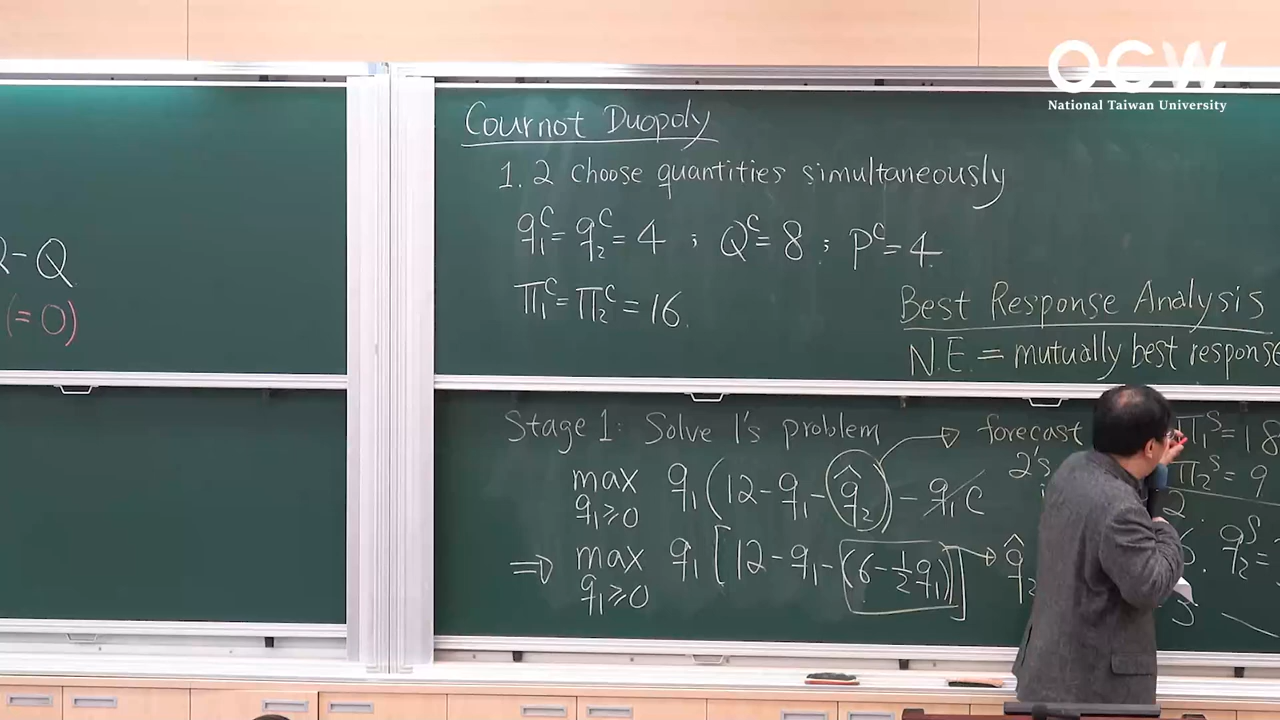 OCW
National Taiwan University
- Q
(= 0)
Cournot Duopoly
1. 2 choose quantities simultaneously
q₁ᶜ = q₂ᶜ = 4 ; Qᶜ = 8 ; Pᶜ = 4.
Π₁ᶜ = Π₂ᶜ = 16.
Best Response Analysis
N.E. = mutually best response
Stage 1: Solve 1's problem
forecast
2's
max q₁(12 - q₁ - q̂₂) - q₁c
q₁ ≥ 0
⇒ max q₁[12 - q₁ - (6 - ½q₁)]
q₁ ≥ 0
q̂₂
Π₁ˢ = 18
Π₂ˢ = 9
2.
q₂ˢ =